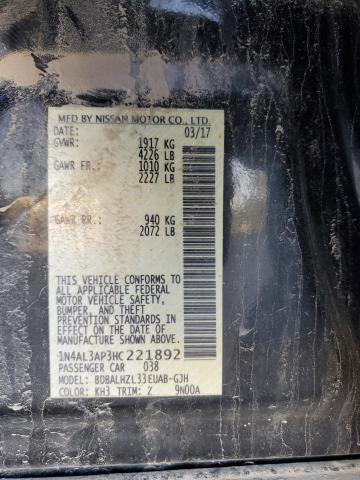 MFD BY NISSAN MOTOR CO., LTD.
DATE: 03/17
GVWR: 1917 KG
4226 LB
GAWR FR: 1010 KG
2227 LB
GAWR RR: 940 KG
2072 LB
THIS VEHICLE CONFORMS TO
ALL APPLICABLE FEDERAL
MOTOR VEHICLE SAFETY,
BUMPER, AND THEFT
PREVENTION STANDARDS IN
EFFECT ON THE DATE OF
MANUFACTURE SHOWN ABOVE.
1N4AL3AP3HC221892
PASSENGER CAR 038
MODEL: BDBALHZL33EUAB-GJH
COLOR: KH3 TRIM: Z 9N00A